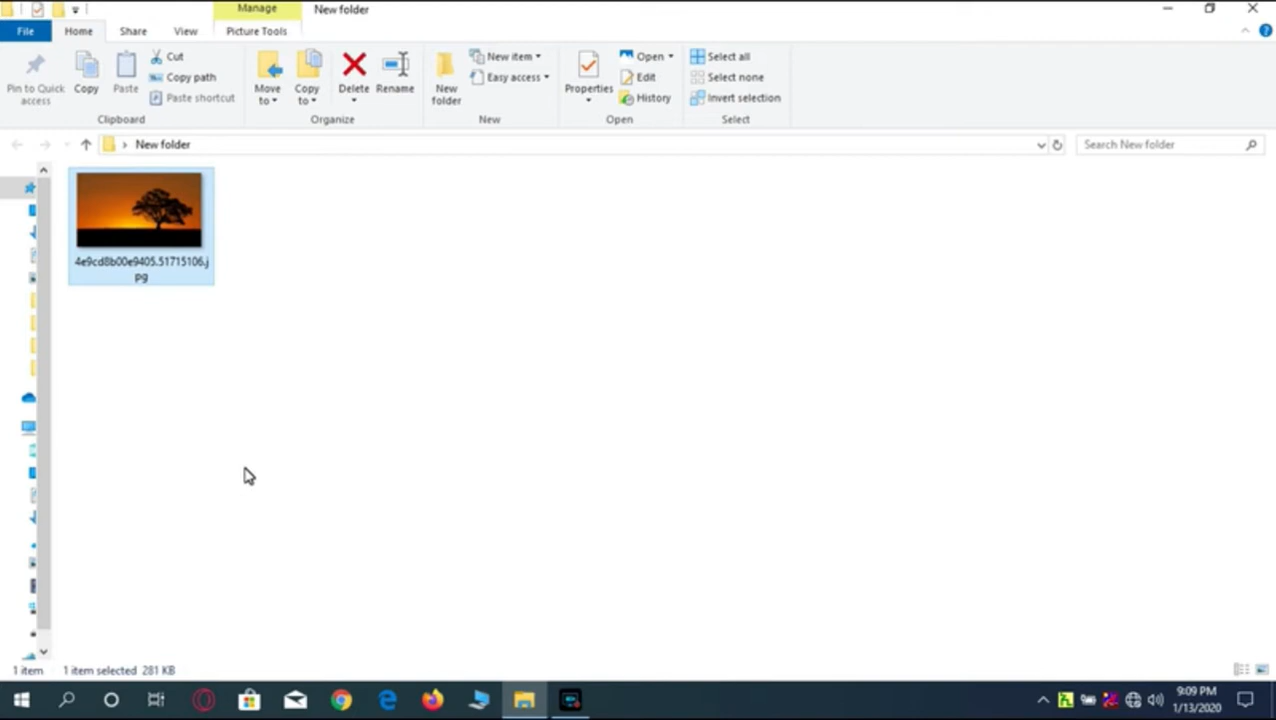 Manage
New folder
File
Home
Share
View
Picture Tools
Pin to Quick
access
Copy
Paste
Cut
Copy path
Paste shortcut
Clipboard
Move
to
Copy
to
Delete
Rename
Organize
New
folder
New item
Easy access
New
Properties
Open
Edit
History
Open
Select all
Select none
Invert selection
Select
New folder
Search New folder
4e9cd8b00e9405.51715106.j
pg
1 item
1 item selected 281 KB
9:09 PM
1/13/2020